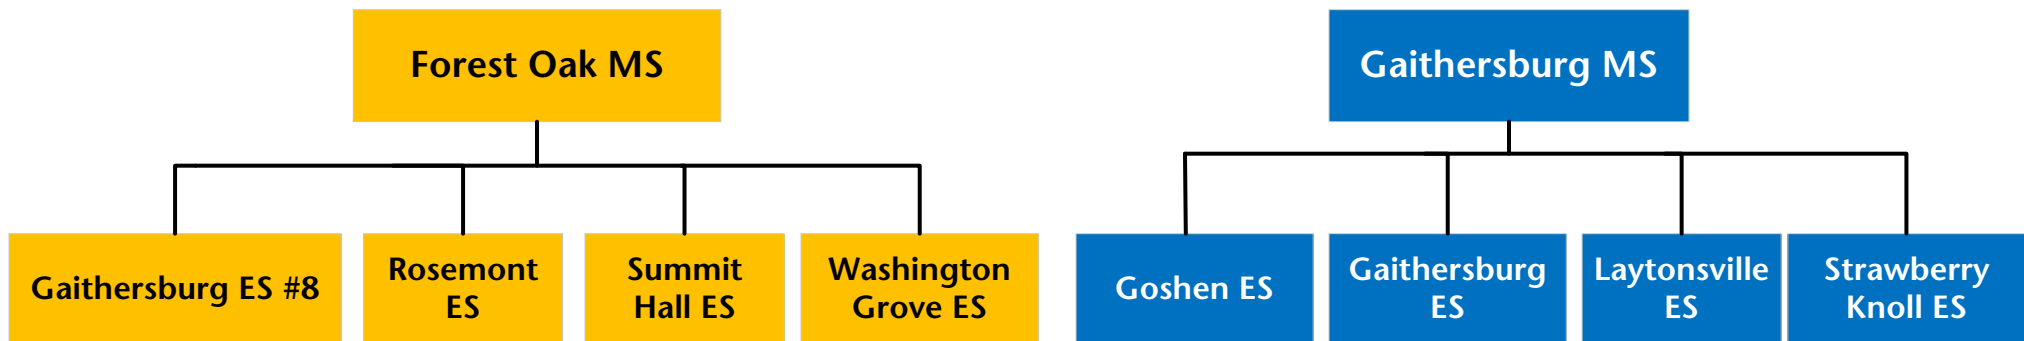 Forest Oak MS
Gaithersburg MS
Gaithersburg ES #8
Rosemont
ES
Summit
Hall ES
Washington
Grove ES
Goshen ES
Gaithersburg
ES
Laytonsville
ES
Strawberry
Knoll ES